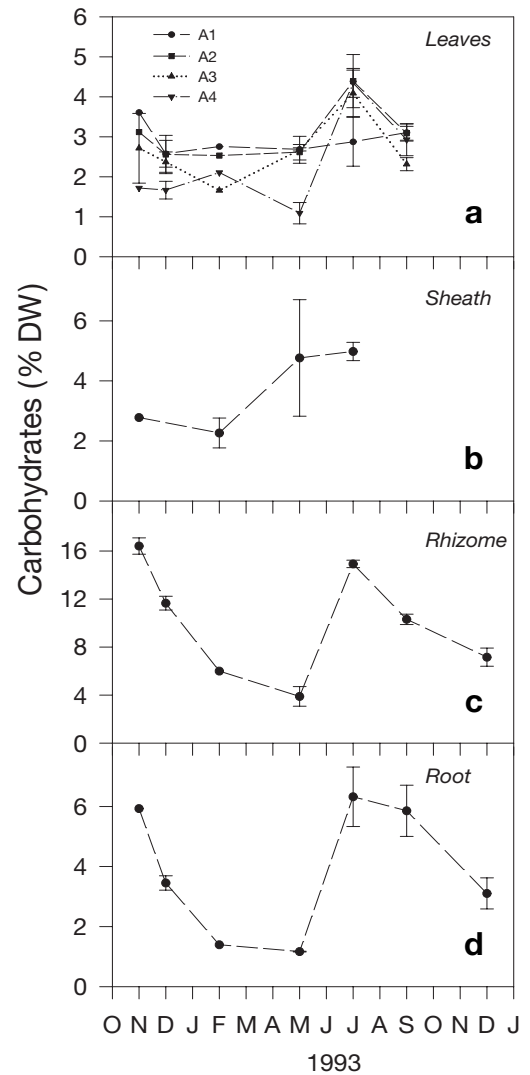 Carbohydrates (% DW)
6
5
4
3
2
1
0
A1
A2
A3
A4
Leaves
a
6
4
2
0
Sheath
b
16
12
8
4
0
Rhizome
c
6
4
2
0
Root
d
O N D J F M A M J J A S O N D J
1993